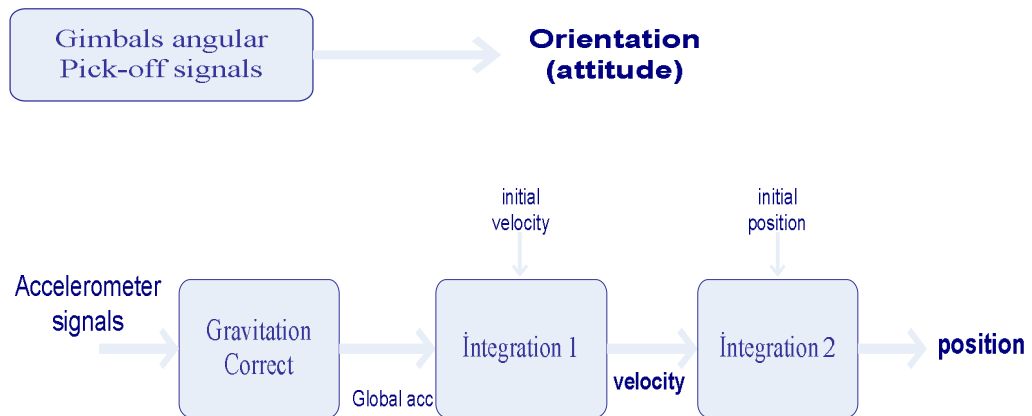 Gimbals angular
Pick-off signals
Orientation
(attitude)
initial
velocity
initial
position
Accelerometer
signals
Gravitation
Correct
Global acc
İntegration 1
velocity
İntegration 2
position